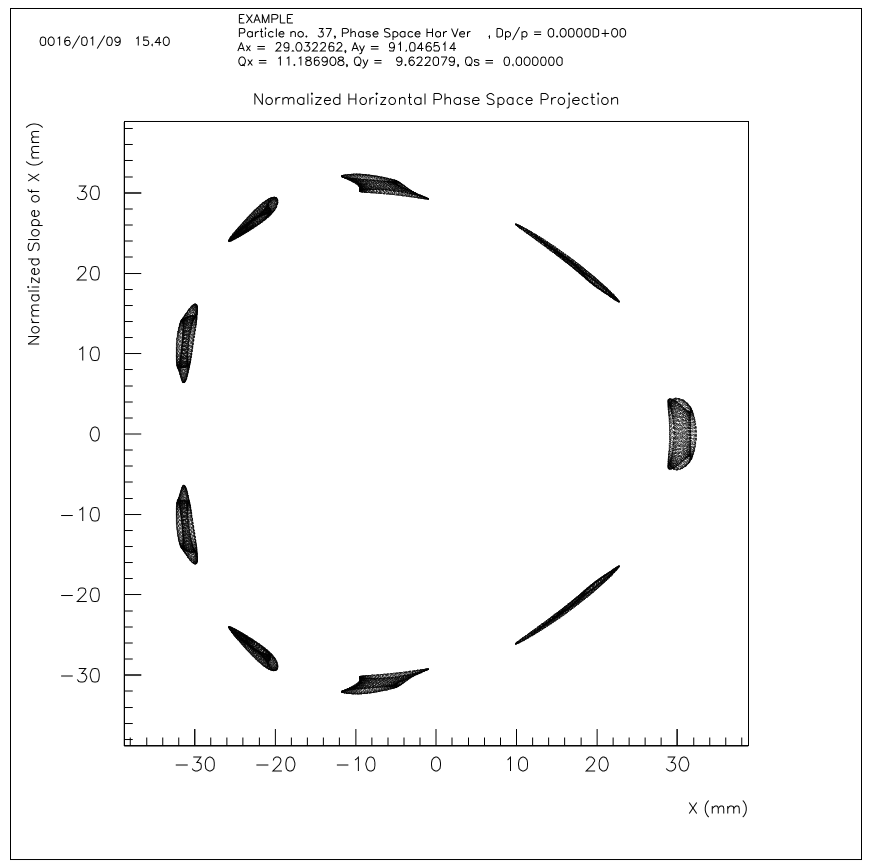 EXAMPLE
0016/01/09 15.40
Particle no. 37, Phase Space Hor Ver , Dp/p = 0.0000D+00
Ax = 29.032262, Ay = 91.046514
Qx = 11.186908, Qy = 9.622079, Qs = 0.000000
Normalized Horizontal Phase Space Projection
Normalized Slope of X (mm)
30
20
10
0
−10
−20
−30
−30 −20 −10 0 10 20 30
X (mm)